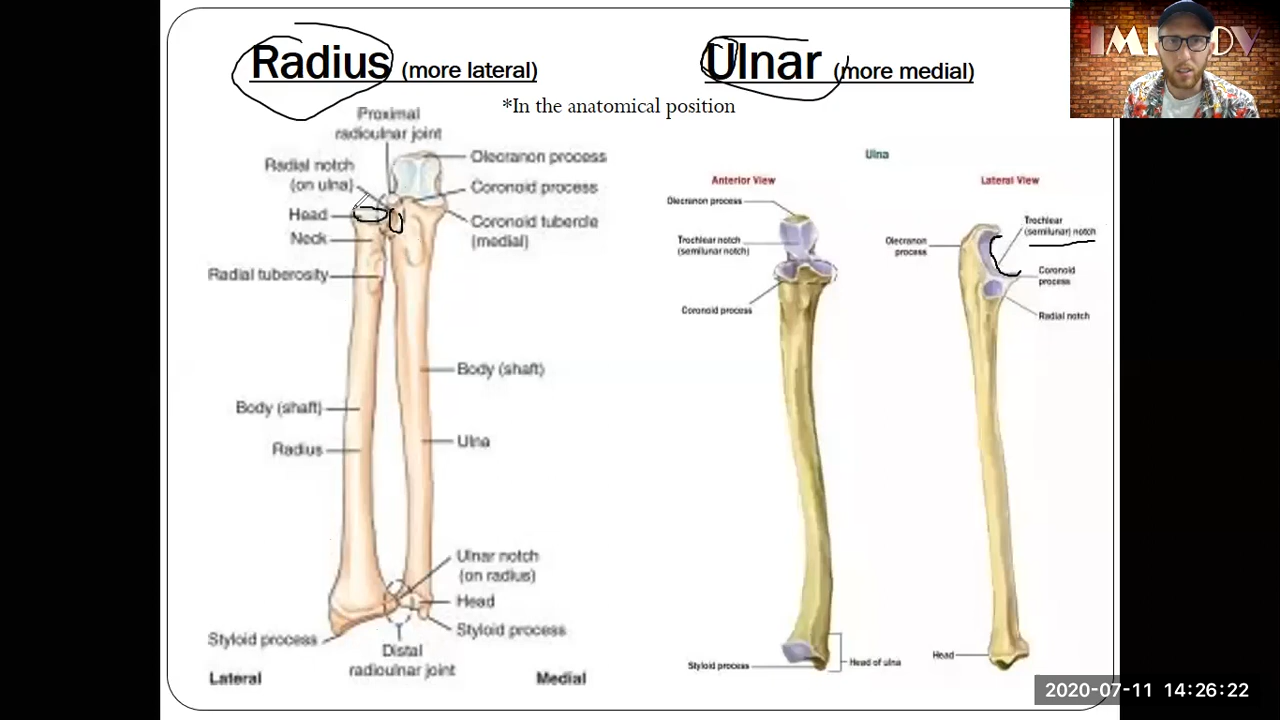 Radius (more lateral)
Ulnar (more medial)
*In the anatomical position
Proximal
radioulnar joint
Radial notch
(on ulna)
Head
Neck
Radial tuberosity
Body (shaft)
Radius
Styloid process
Lateral
Olecranon process
Coronoid process
Coronoid tubercle
(medial)
Body (shaft)
Ulna
Ulnar notch
(on radius)
Head
Styloid process
Distal
radioulnar joint
Medial
Ulna
Anterior View
Olecranon process
Trochlear notch
(semilunar notch)
Coronoid process
Styloid process
Head of ulna
Lateral View
Olecranon
process
Trochlear
(semilunar) notch
Coronoid
process
Radial notch
Head
2020-07-11 14:26:22